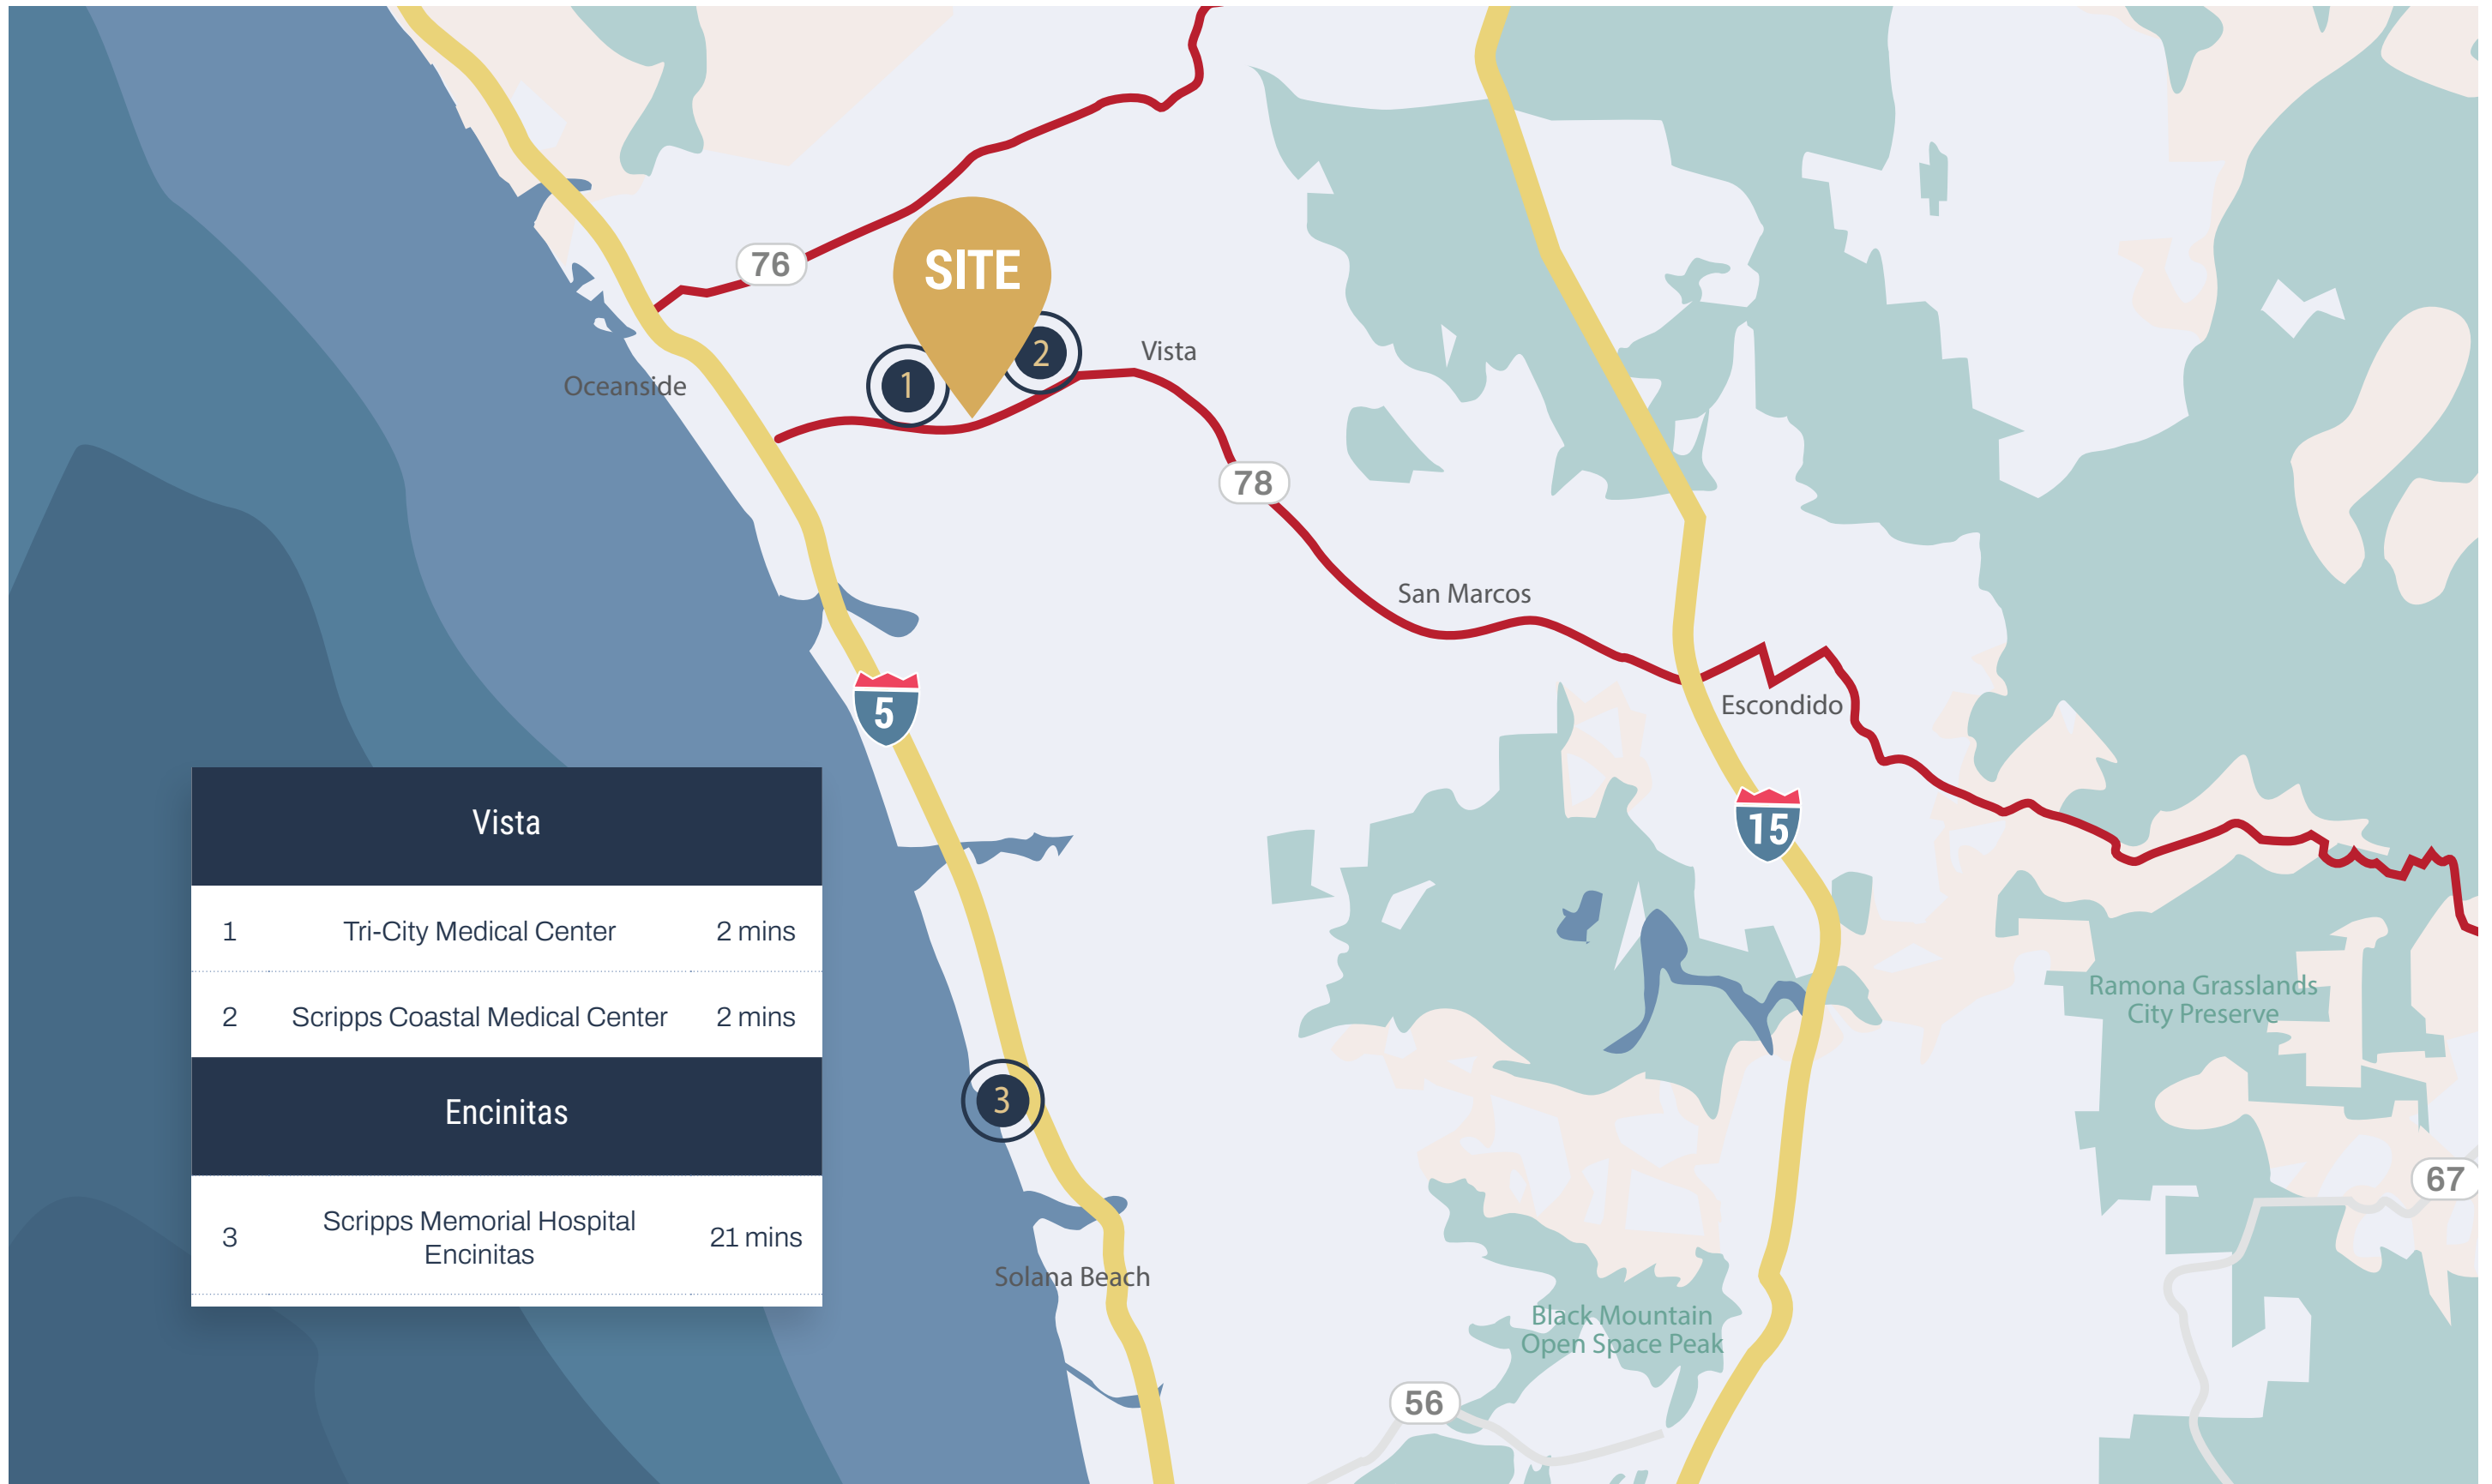 76
SITE
2
1
Vista
Oceanside
78
San Marcos
5
Escondido
15
Vista
1 Tri-City Medical Center 2 mins
2 Scripps Coastal Medical Center 2 mins
Encinitas
3 Scripps Memorial Hospital
Encinitas 21 mins
Ramona Grasslands
City Preserve
3
67
Solana Beach
Black Mountain
Open Space Peak
56